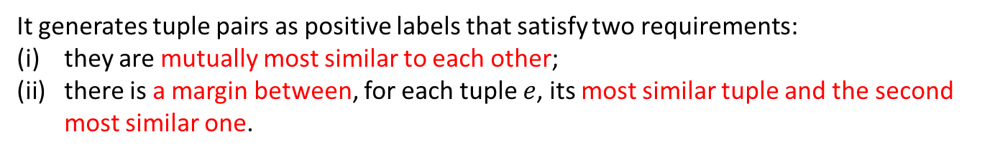 It generates tuple pairs as positive labels that satisfy two requirements:
(i) they are mutually most similar to each other;
(ii) there is a margin between, for each tuple e, its most similar tuple and the second
most similar one.